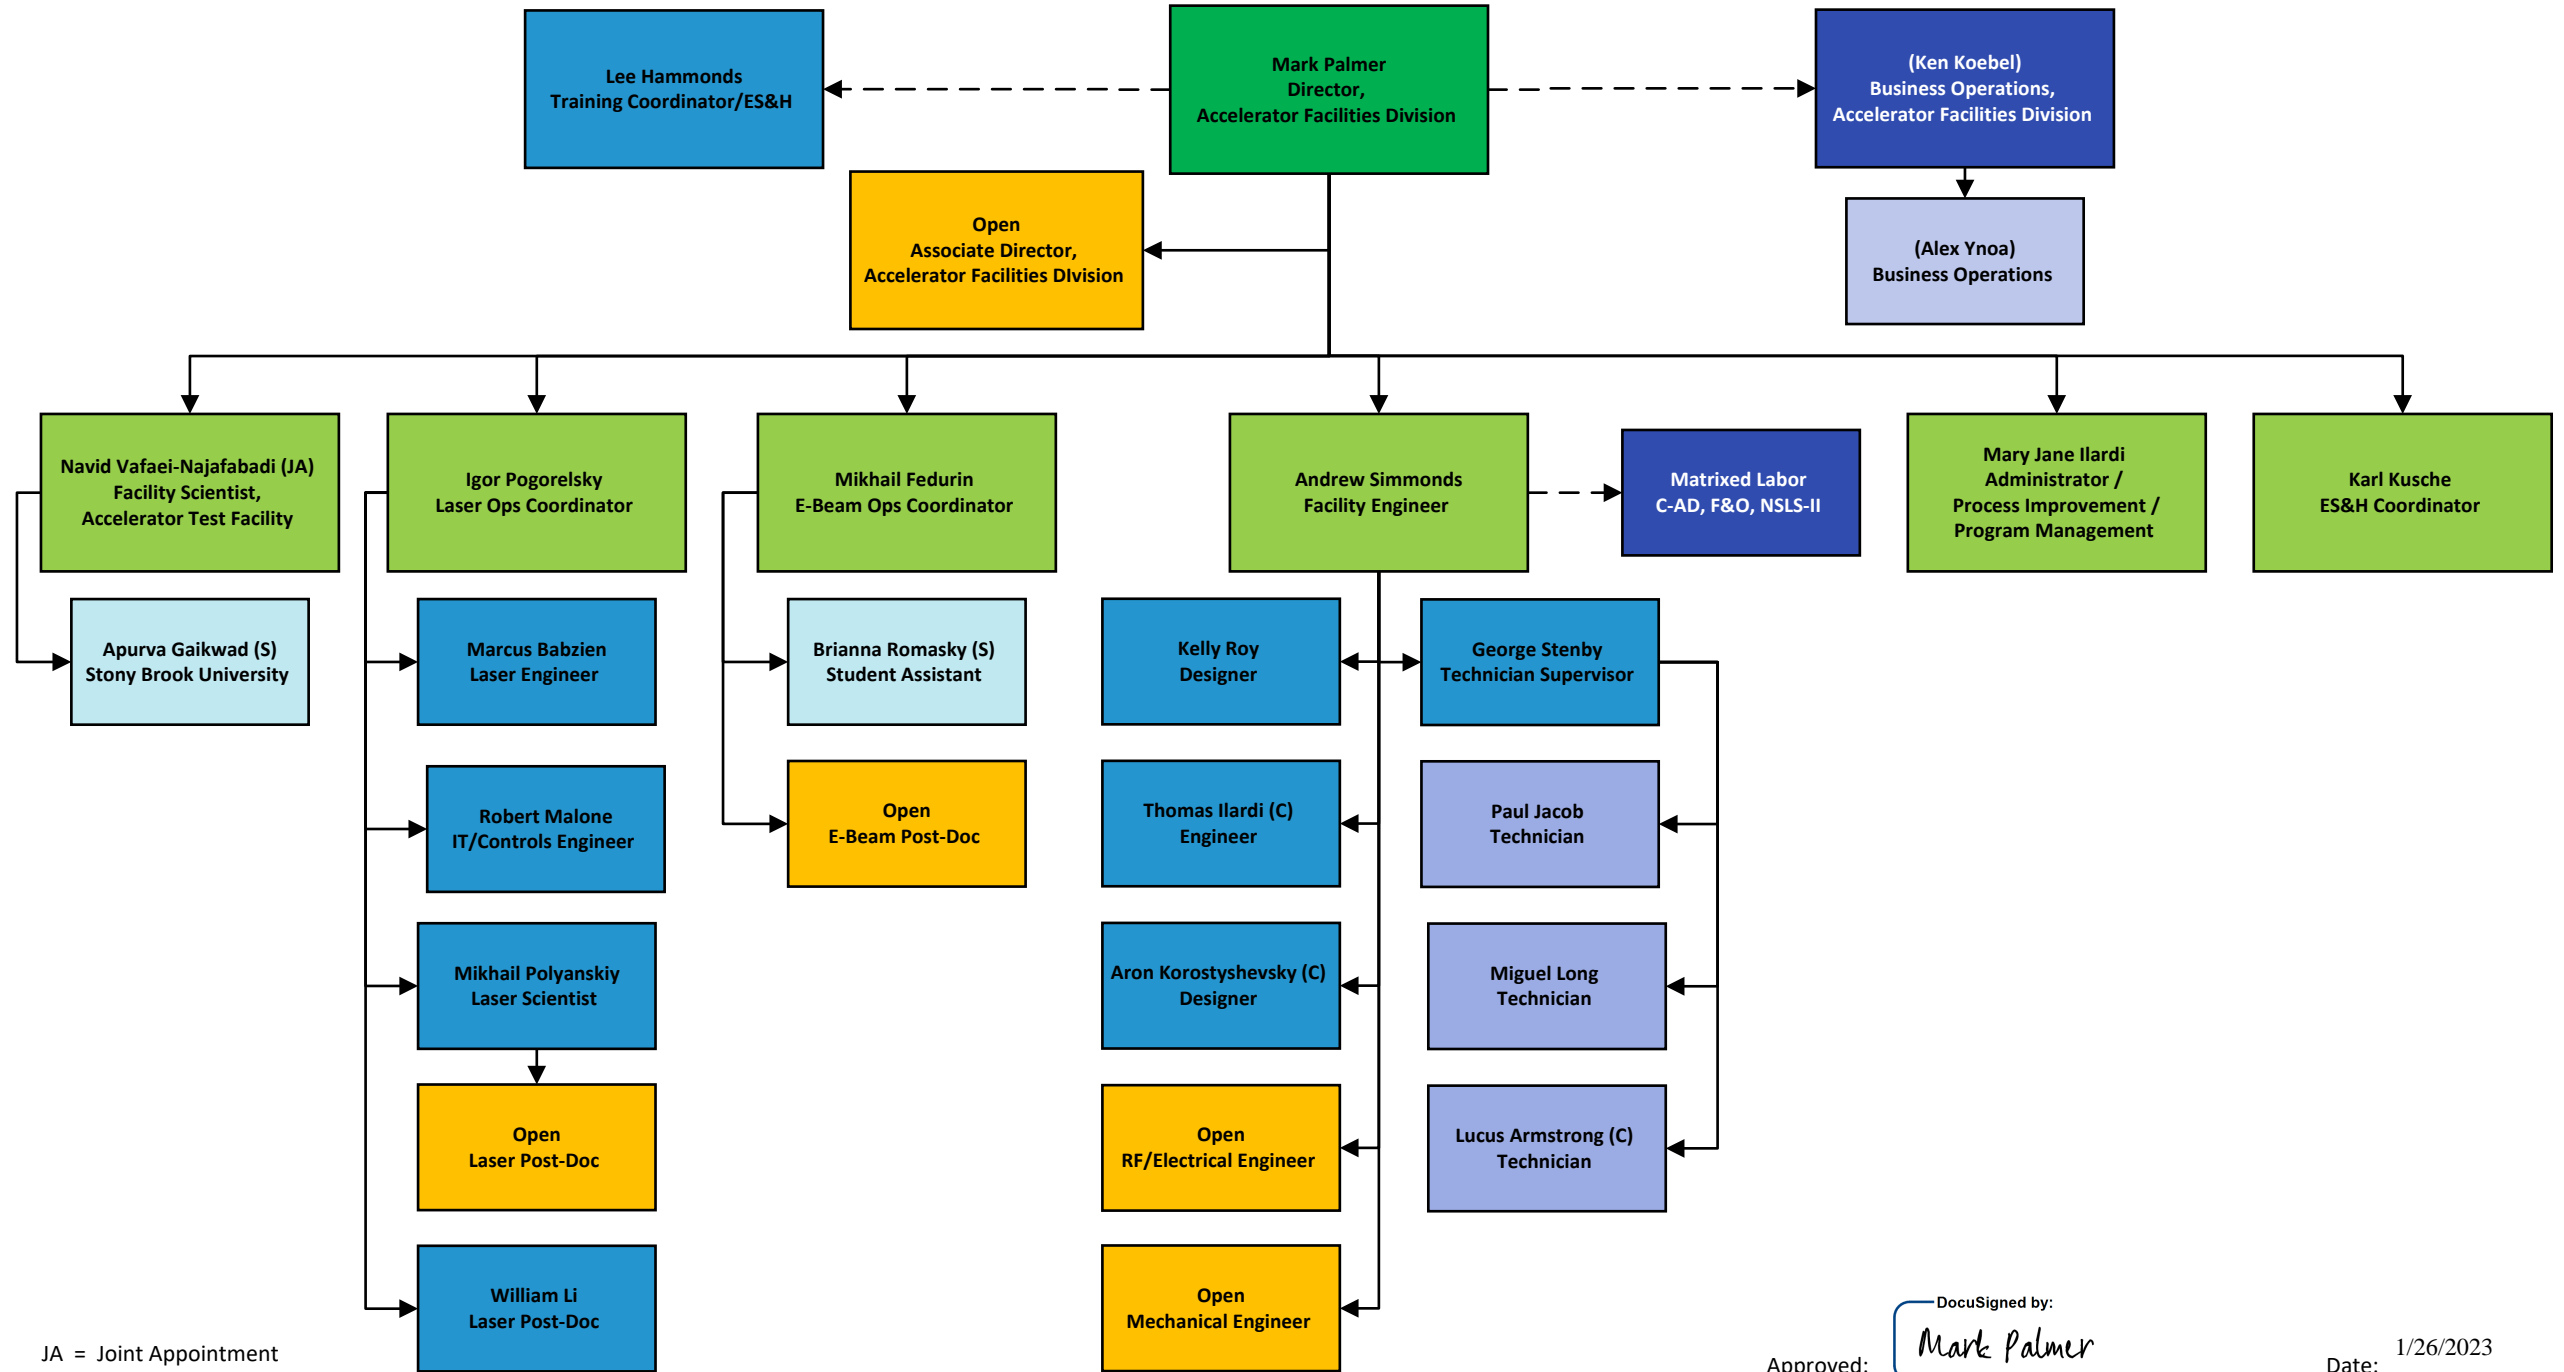 Lee Hammonds
Training Coordinator/ES&H
Mark Palmer
Director,
Accelerator Facilities Division
(Ken Koebel)
Business Operations,
Accelerator Facilities Division
Open
Associate Director,
Accelerator Facilities DIvision
(Alex Ynoa)
Business Operations
Navid Vafaei-Najafabadi (JA)
Facility Scientist,
Accelerator Test Facility
Igor Pogorelsky
Laser Ops Coordinator
Mikhail Fedurin
E-Beam Ops Coordinator
Andrew Simmonds
Facility Engineer
Matrixed Labor
C-AD, F&O, NSLS-II
Mary Jane Ilardi
Administrator /
Process Improvement /
Program Management
Karl Kusche
ES&H Coordinator
Apurva Gaikwad (S)
Stony Brook University
Marcus Babzien
Laser Engineer
Brianna Romasky (S)
Student Assistant
Kelly Roy
Designer
George Stenby
Technician Supervisor
Robert Malone
IT/Controls Engineer
Open
E-Beam Post-Doc
Thomas Ilardi (C)
Engineer
Paul Jacob
Technician
Mikhail Polyanskiy
Laser Scientist
Aron Korostyshevsky (C)
Designer
Miguel Long
Technician
Open
Laser Post-Doc
Open
RF/Electrical Engineer
Lucus Armstrong (C)
Technician
William Li
Laser Post-Doc
Open
Mechanical Engineer
JA = Joint Appointment
DocuSigned by:
Mark Palmer
Approved:
Date: 1/26/2023